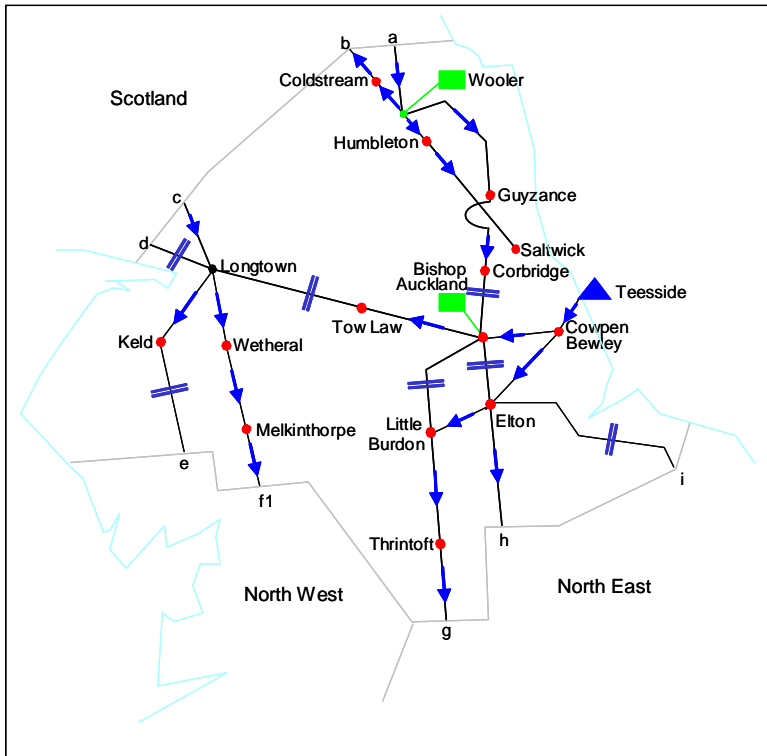 b
a
Coldstream
Wooler
Scotland
Humbleton
Guyzance
c
d
Saltwick
Longtown
Bishop
Auckland
Corbridge
Teesside
Tow Law
Cowpen
Bewley
Keld
Wetheral
Little
Burdon
Elton
Melkinthorpe
e
f1
i
h
Thrintoft
North West
North East
g